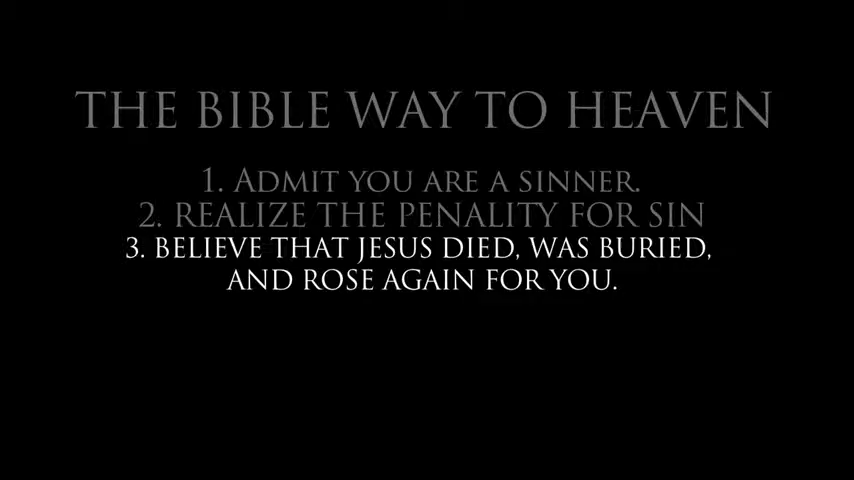 THE BIBLE WAY TO HEAVEN
1. ADMIT YOU ARE A SINNER.
2. REALIZE THE PENALITY FOR SIN
3. BELIEVE THAT JESUS DIED, WAS BURIED,
AND ROSE AGAIN FOR YOU.